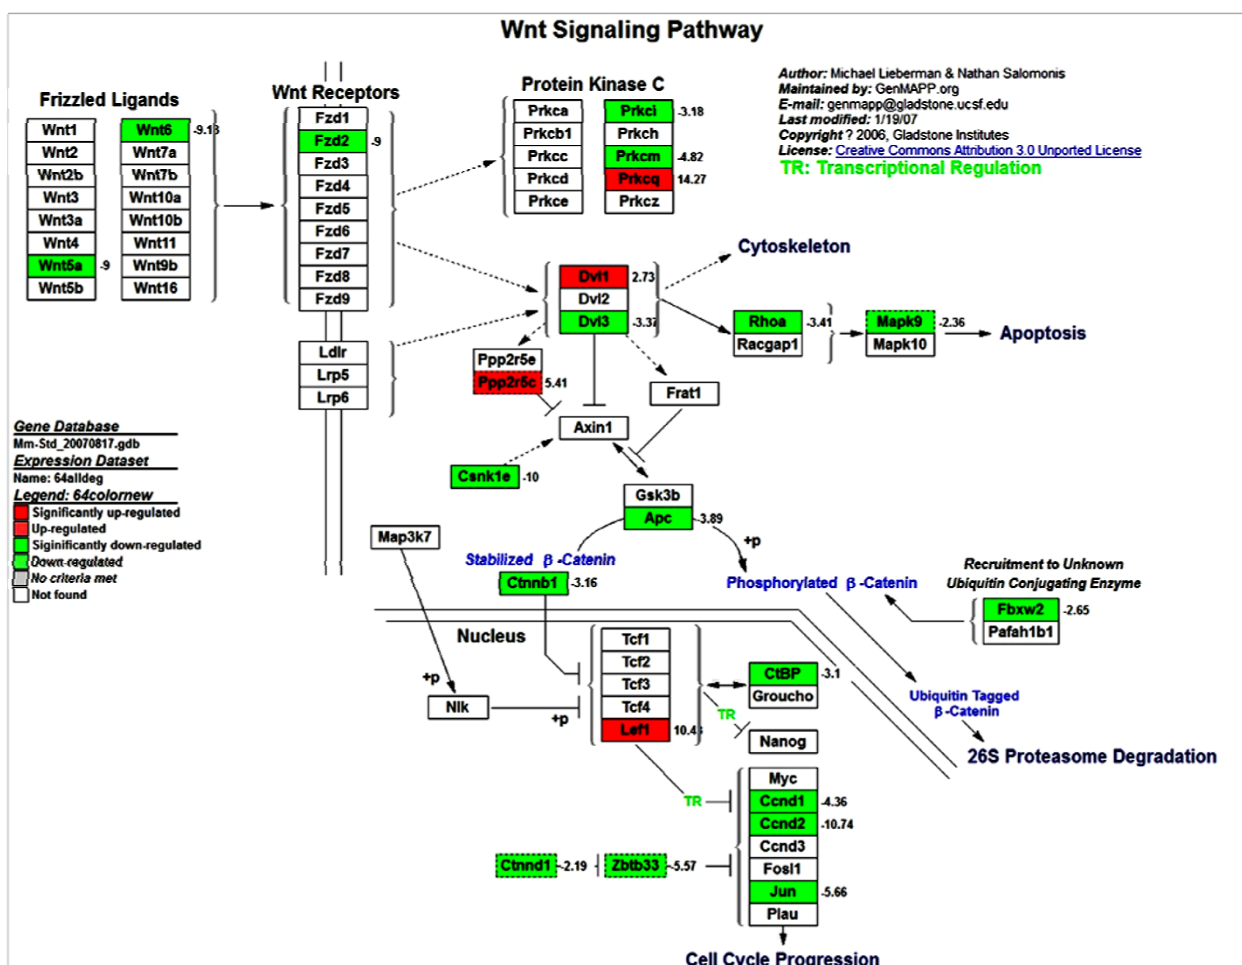 Wnt Signaling Pathway
Author: Michael Lieberman & Nathan Salomonis
Maintained by: GenMAPP.org
E-mail: genmapp@gladstone.ucsf.edu
Last modified: 1/19/07
Copyright ? 2006, Gladstone Institutes
License: Creative Commons Attribution 3.0 Unported License
TR: Transcriptional Regulation
Frizzled Ligands
Wnt1
Wnt2
Wnt2b
Wnt3
Wnt3a
Wnt4
Wnt5a -9
Wnt5b
Wnt6 -9.13
Wnt7a
Wnt7b
Wnt10a
Wnt10b
Wnt11
Wnt9b
Wnt16
Wnt Receptors
Fzd1
Fzd2 -9
Fzd3
Fzd4
Fzd5
Fzd6
Fzd7
Fzd8
Fzd9
Ldlr
Lrp5
Lrp6
Protein Kinase C
Prkca
Prkcb1
Prkcc
Prkcd
Prkce
Prkci -3.18
Prkch
Prkcm -4.82
Prkcq 14.27
Prkcz
Cytoskeleton
Dvl1 2.73
Dvl2
Dvl3 -3.37
Rhoa -3.41
Racgap1
Mapk9 -2.36
Mapk10
Apoptosis
Ppp2r5e
Ppp2r5c 5.41
Frat1
Axin1
Csnk1e -10
Gsk3b
Apc -3.89
Gene Database
Mm-Std_20070817.gdb
Expression Dataset
Name: 64alldeg
Legend: 64colornew
Significantly up-regulated
Up-regulated
Siginificantly down-regulated
Down-regulated
No criteria met
Not found
Map3k7
+p
Stabilized β-Catenin
Ctnnb1 -3.16
+p
Phosphorylated β-Catenin
Recruitment to Unknown
Ubiquitin Conjugating Enzyme
Fbxw2 -2.65
Pafah1b1
Nucleus
Nlk
+p
Tcf1
Tcf2
Tcf3
Tcf4
Lef1
CtBP -3.1
Groucho
TR
Nanog
Ubiquitin Tagged
β-Catenin
26S Proteasome Degradation
TR
Myc
Ccnd1 -4.36
Ccnd2 -10.74
Ccnd3
Fosl1
Jun -5.66
Plau
Ctnnd1 -2.19
Zbtb33 -5.57
Cell Cycle Progression